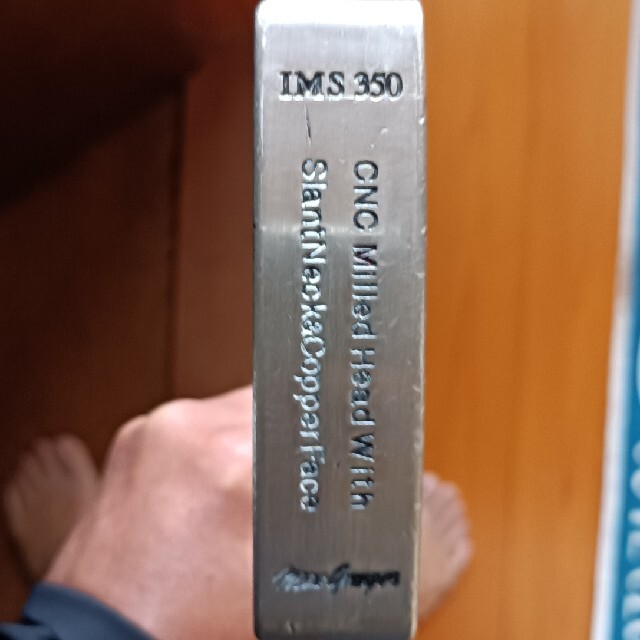 IMS 350
CNC Milled Head With
SlantNeck&CopperFace